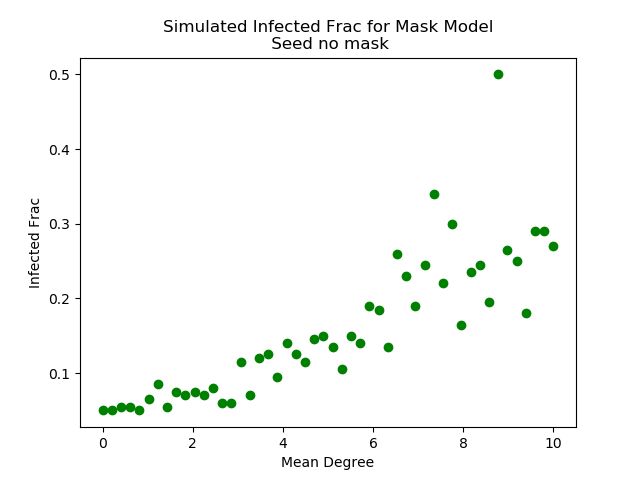 Simulated Infected Frac for Mask Model
Seed no mask
0.5
0.4
0.3
0.2
0.1
Infected Frac
0 2 4 6 8 10
Mean Degree